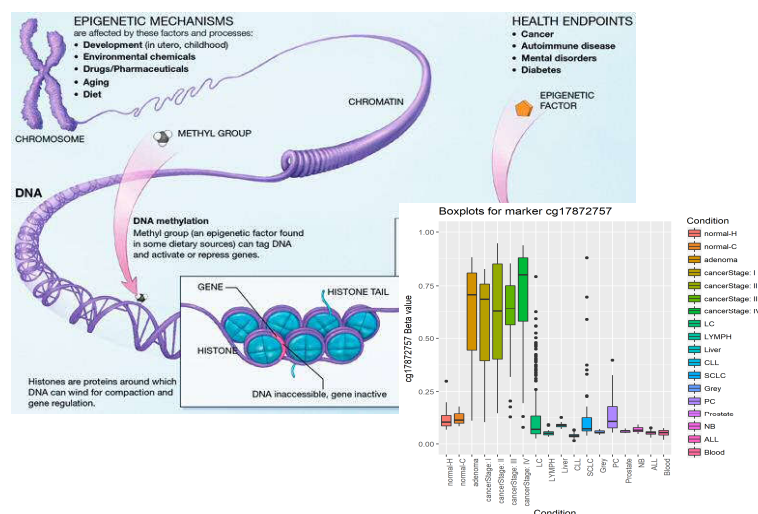 EPIGENETIC MECHANISMS
are affected by these factors and processes:
• Development (in utero, childhood)
• Environmental chemicals
• Drugs/Pharmaceuticals
• Aging
• Diet
HEALTH ENDPOINTS
• Cancer
• Autoimmune disease
• Mental disorders
• Diabetes
EPIGENETIC
FACTOR
CHROMATIN
CHROMOSOME
METHYL GROUP
DNA
DNA methylation
Methyl group (an epigenetic factor found
in some dietary sources) can tag DNA
and activate or repress genes.
GENE
HISTONE TAIL
HISTONE
DNA inaccessible, gene inactive
Histones are proteins around which
DNA can wind for compaction and
gene regulation.
Boxplots for marker cg17872757
cg17872757 Beta value
1.00
0.75
0.50
0.25
0.00
normal-H
normal-C
adenoma
cancerStage: I
cancerStage: II
cancerStage: III
cancerStage: IV
LC
LYMPH
Liver
CLL
SCLC
Grey
PC
Prostate
NB
ALL
Blood
Condition
Condition
normal-H
normal-C
adenoma
cancerStage: I
cancerStage: II
cancerStage: II
cancerStage: IV
LC
LYMPH
Liver
CLL
SCLC
Grey
PC
Prostate
NB
ALL
Blood